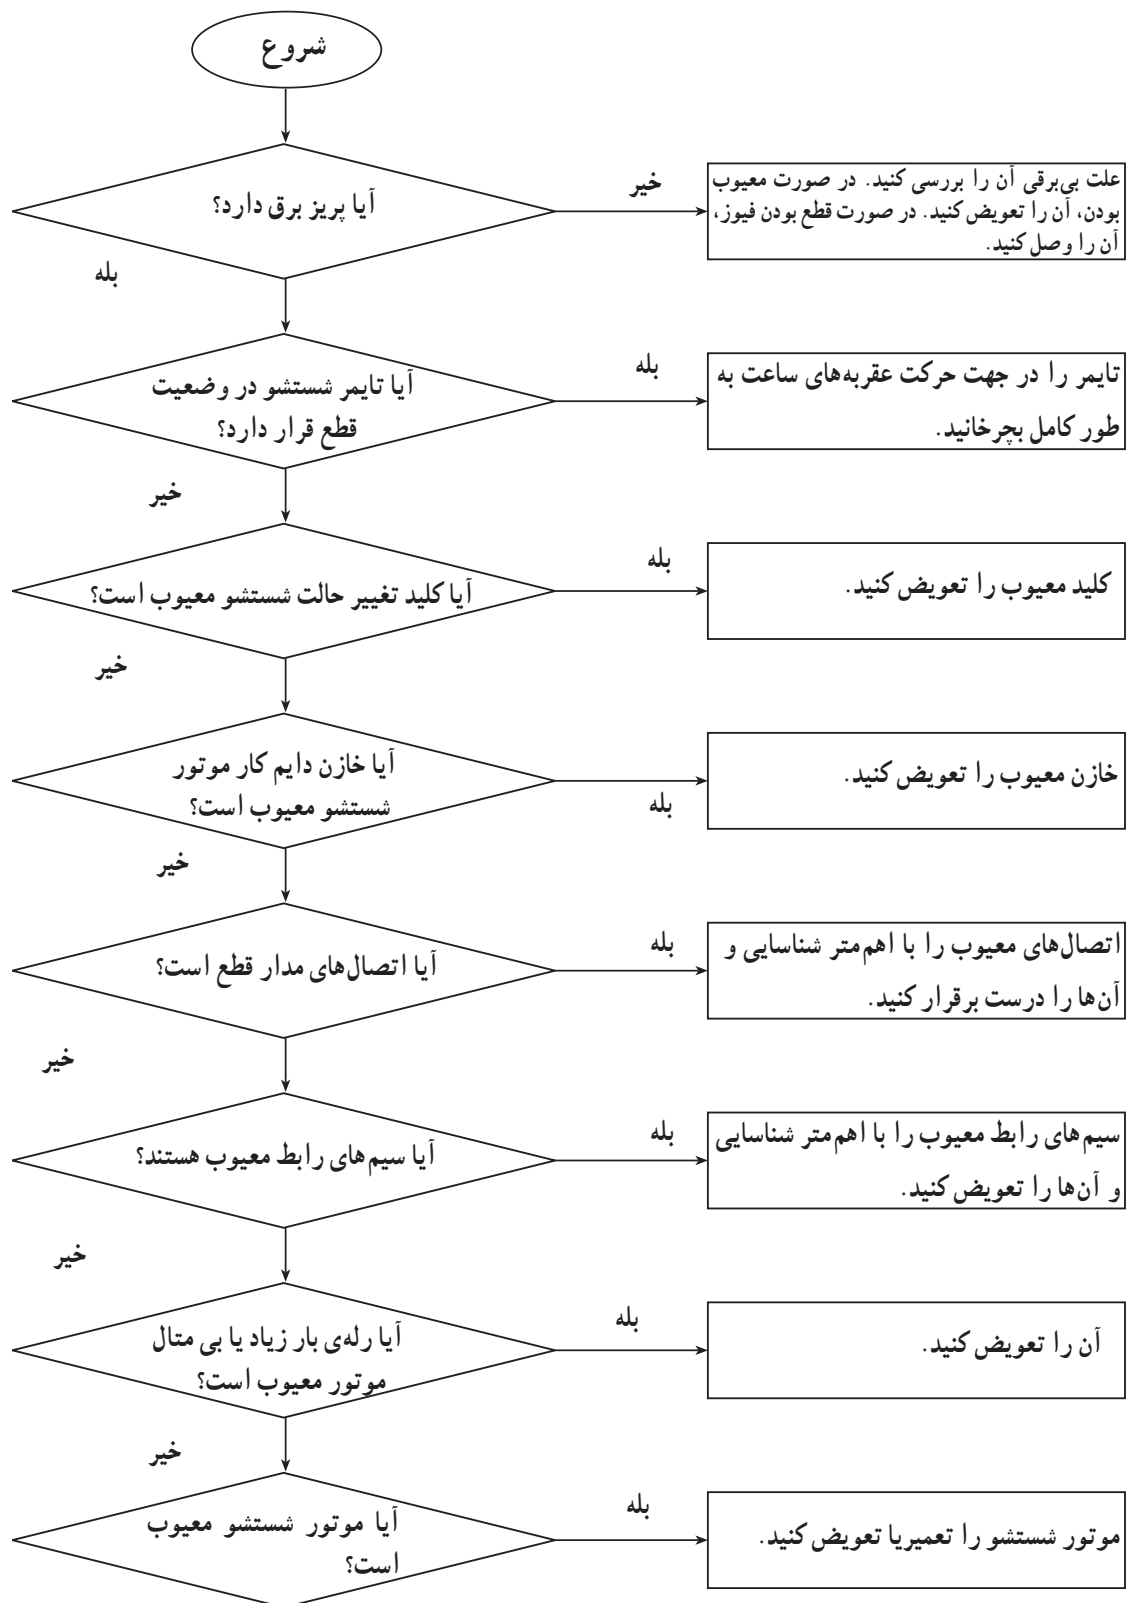 شروع
آیا پریز برق دارد؟
خیر
علت بی‌برقی آن را بررسی کنید. در صورت معیوب
بودن، آن را تعویض کنید. در صورت قطع بودن فیوز،
آن را وصل کنید.
بله
آیا تایمر شستشو در وضعیت
قطع قرار دارد؟
بله
تایمر را در جهت حرکت عقربه‌های ساعت به
طور کامل بچرخانید.
خیر
آیا کلید تغییر حالت شستشو معیوب است؟
بله
کلید معیوب را تعویض کنید.
خیر
آیا خازن دایم کار موتور
شستشو معیوب است؟
بله
خازن معیوب را تعویض کنید.
خیر
آیا اتصال‌های مدار قطع است؟
بله
اتصال‌های معیوب را با اهم‌متر شناسایی و
آن‌ها را درست برقرار کنید.
خیر
آیا سیم‌های رابط معیوب هستند؟
بله
سیم‌های رابط معیوب را با اهم‌متر شناسایی
و آن‌ها را تعویض کنید.
خیر
آیا رله‌ی بار زیاد یا بی متال
موتور معیوب است؟
بله
آن را تعویض کنید.
خیر
آیا موتور شستشو معیوب
است؟
بله
موتور شستشو را تعمیریا تعویض کنید.